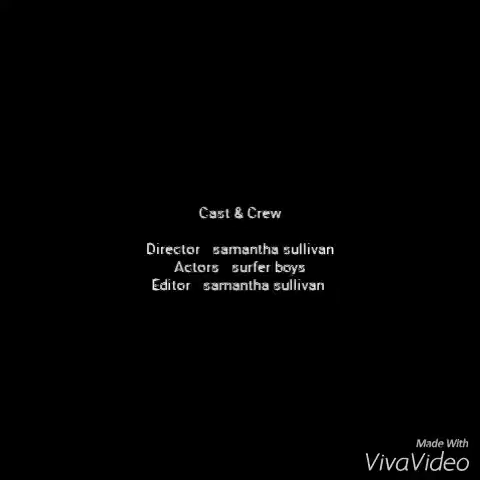 Cast & Crew
Director samantha sullivan
Actors surfer boys
Editor samantha sullivan
Made With
VivaVideo